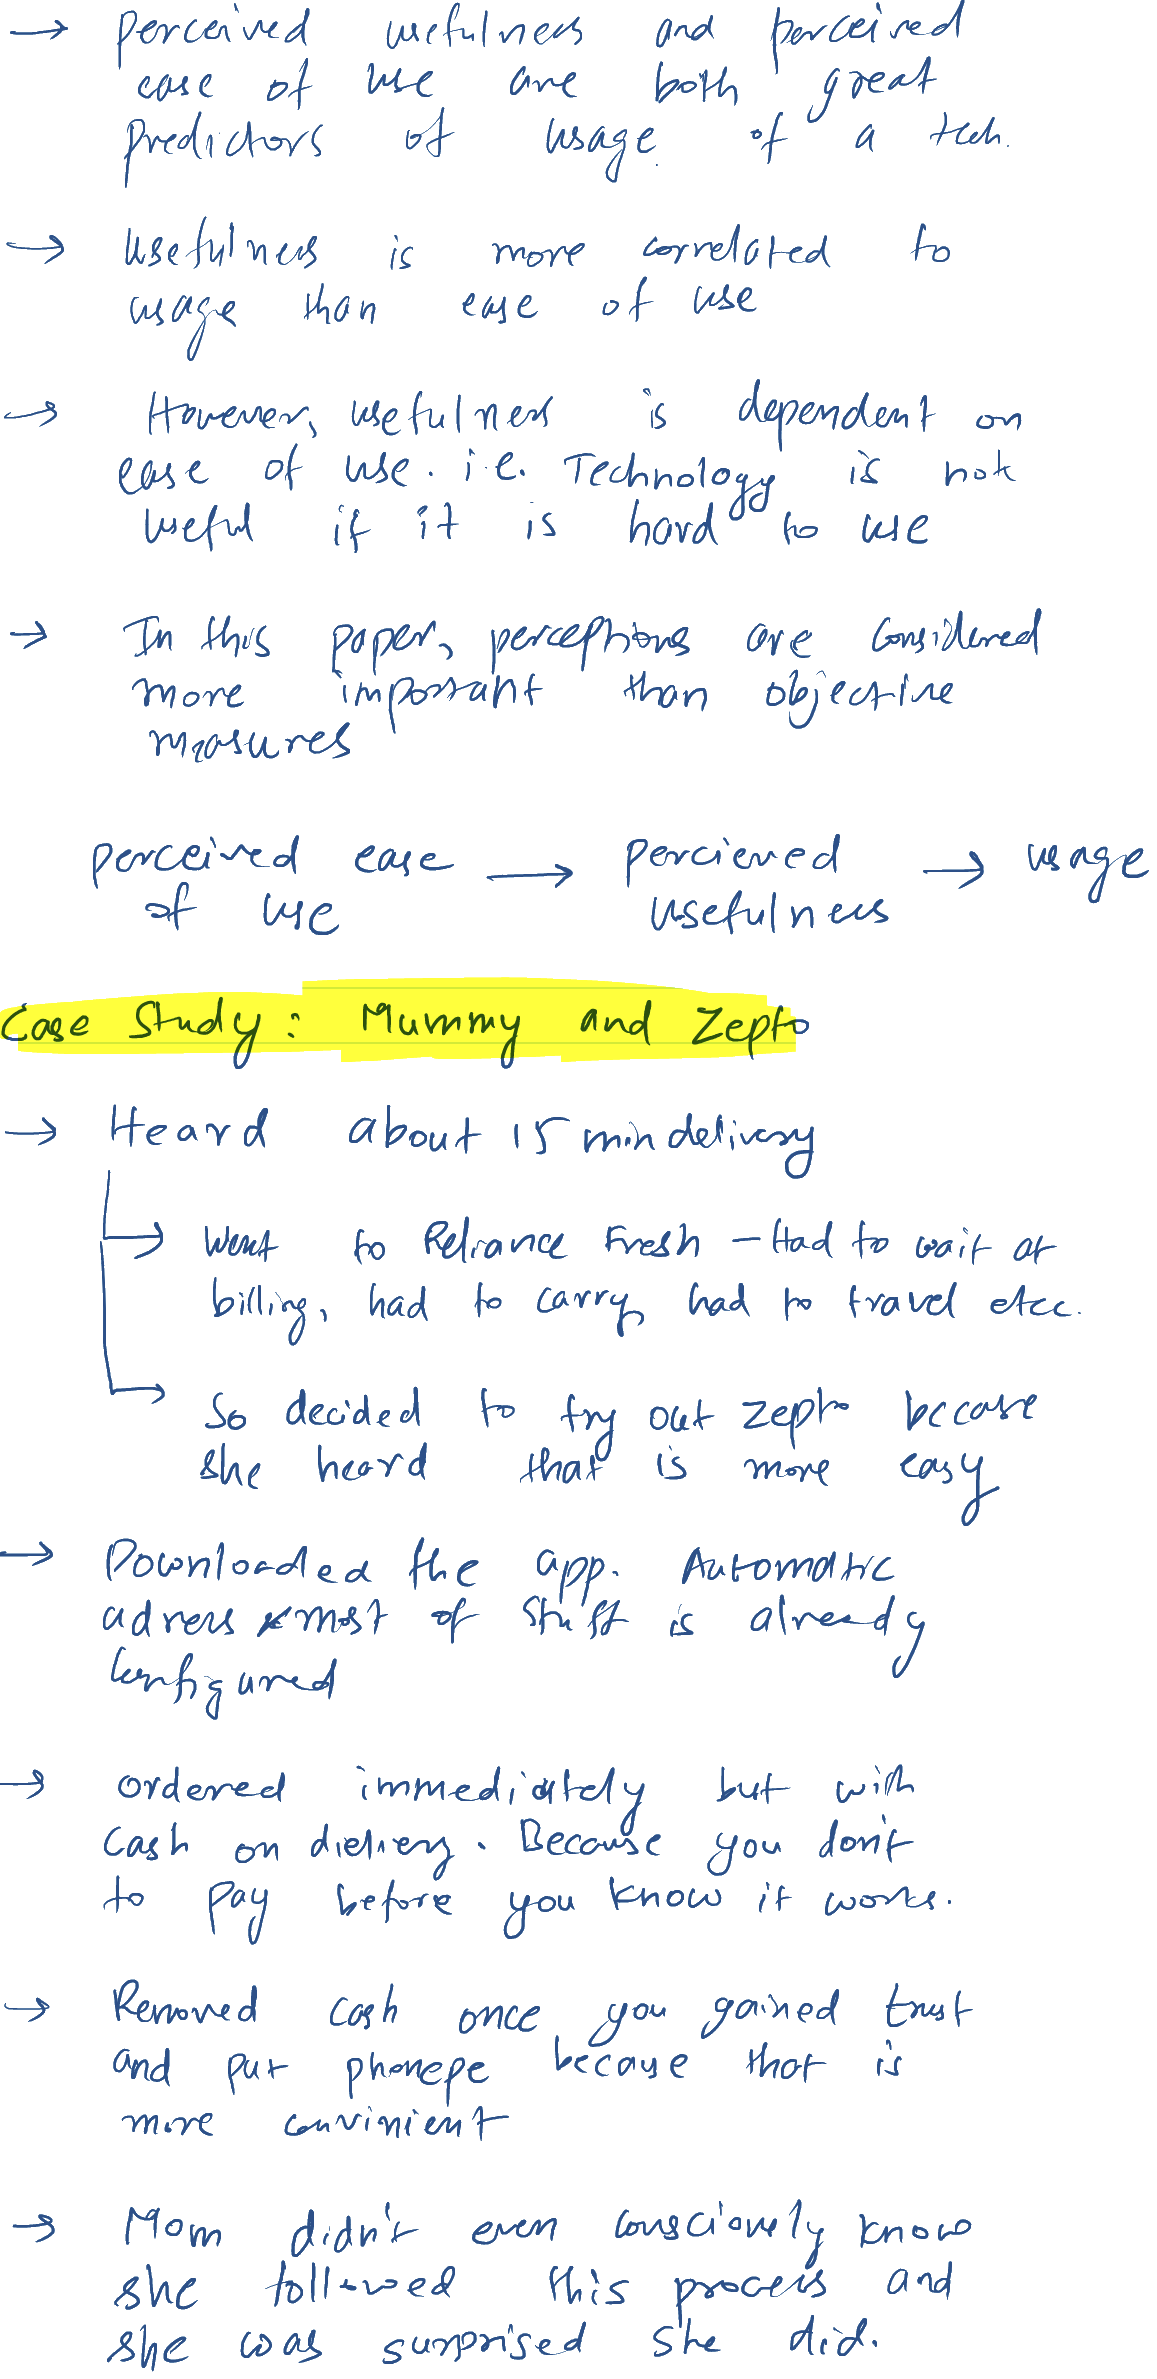 → perceived usefulness and perceived
ease of use are both great
predictors of usage of a tech.
→ usefulness is more correlated to
usage than ease of use
→ However, usefulness is dependent on
ease of use. i.e. Technology is not
useful if it is hard to use
→ In this paper, perceptions are considered
more important than objective
measures
perceived ease → percieved → usage
of use usefulness
Case Study: Mummy and Zepto
→ Heard about 15 min delivery
→ Went to Reliance Fresh - Had to wait at
billing, had to carry, had to travel etcc.
→ So decided to try out zepto because
she heard that is more easy
→ Downloaded the app. Automatic
adress & most of stuff is already
configured
→ ordered immediately but with
cash on dielvery. Because you don't
to pay before you know it works.
→ Removed cash once you gained trust
and put phonepe because that is
more convinient
→ Mom didn't even consciously know
she followed this process and
she was surprised she did.